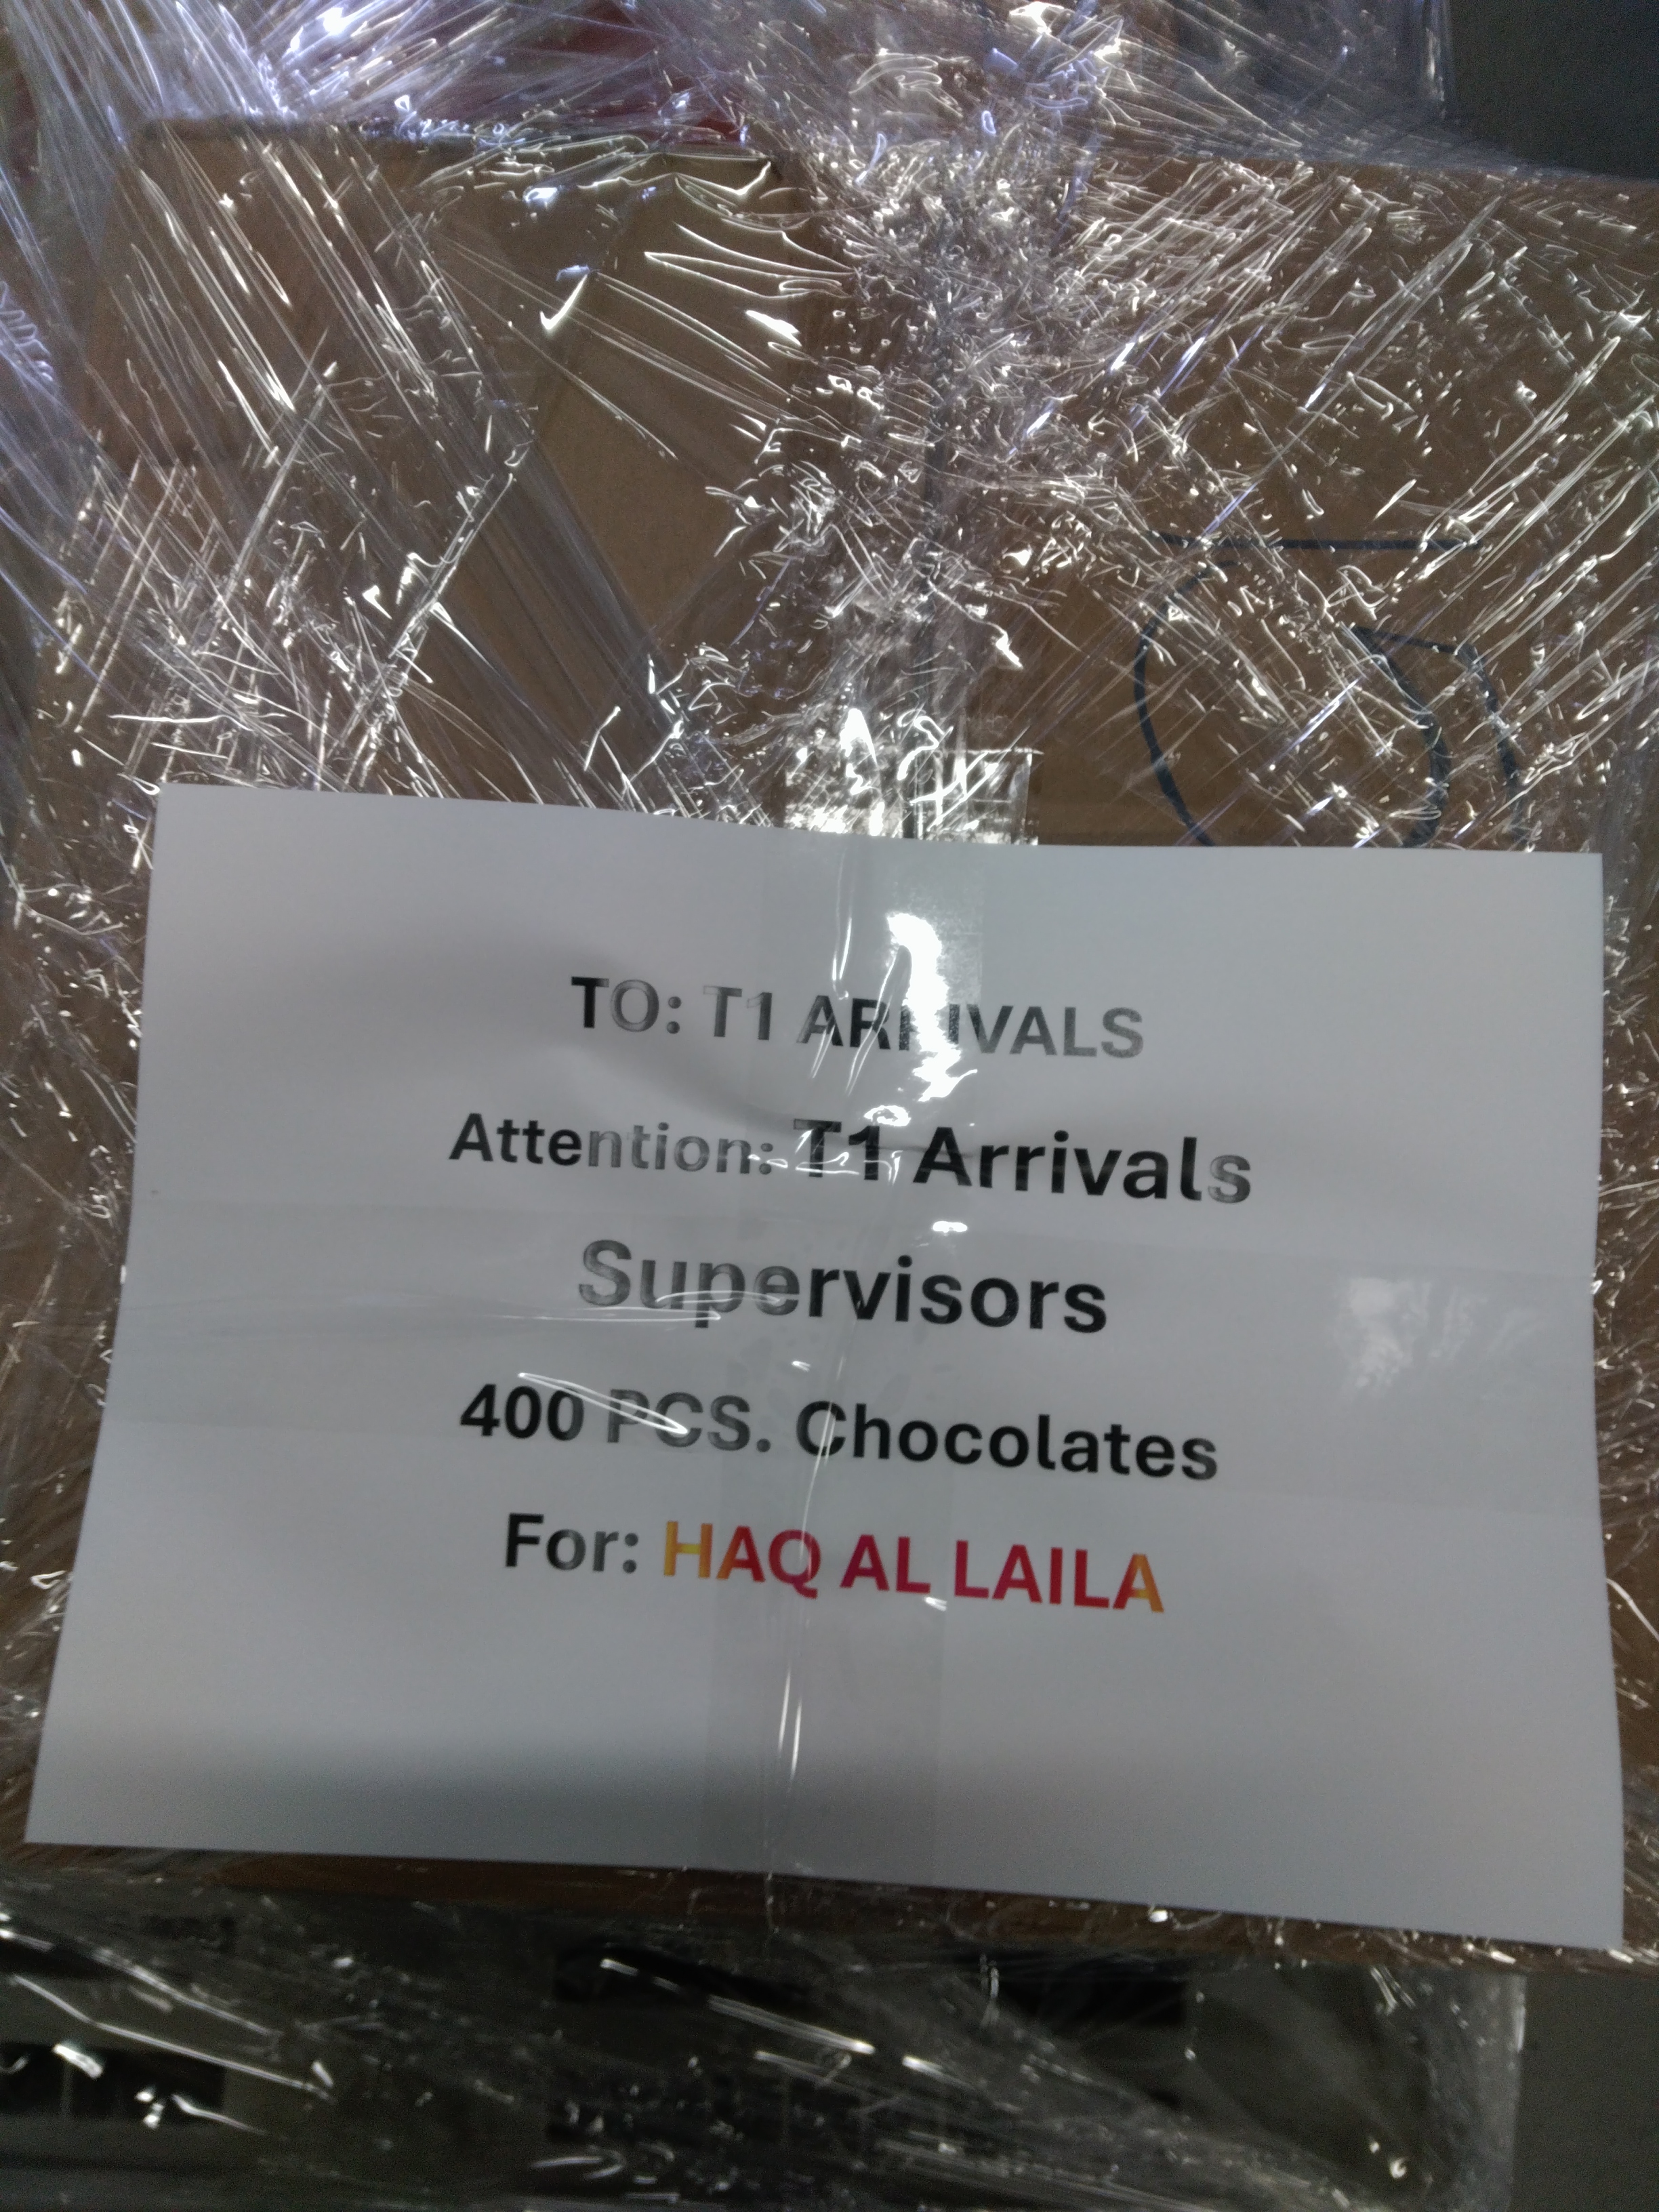 TO: T1 ARRIVALS
Attention: T1 Arrivals
Supervisors
400 PCS. Chocolates
For: HAQ AL LAILA